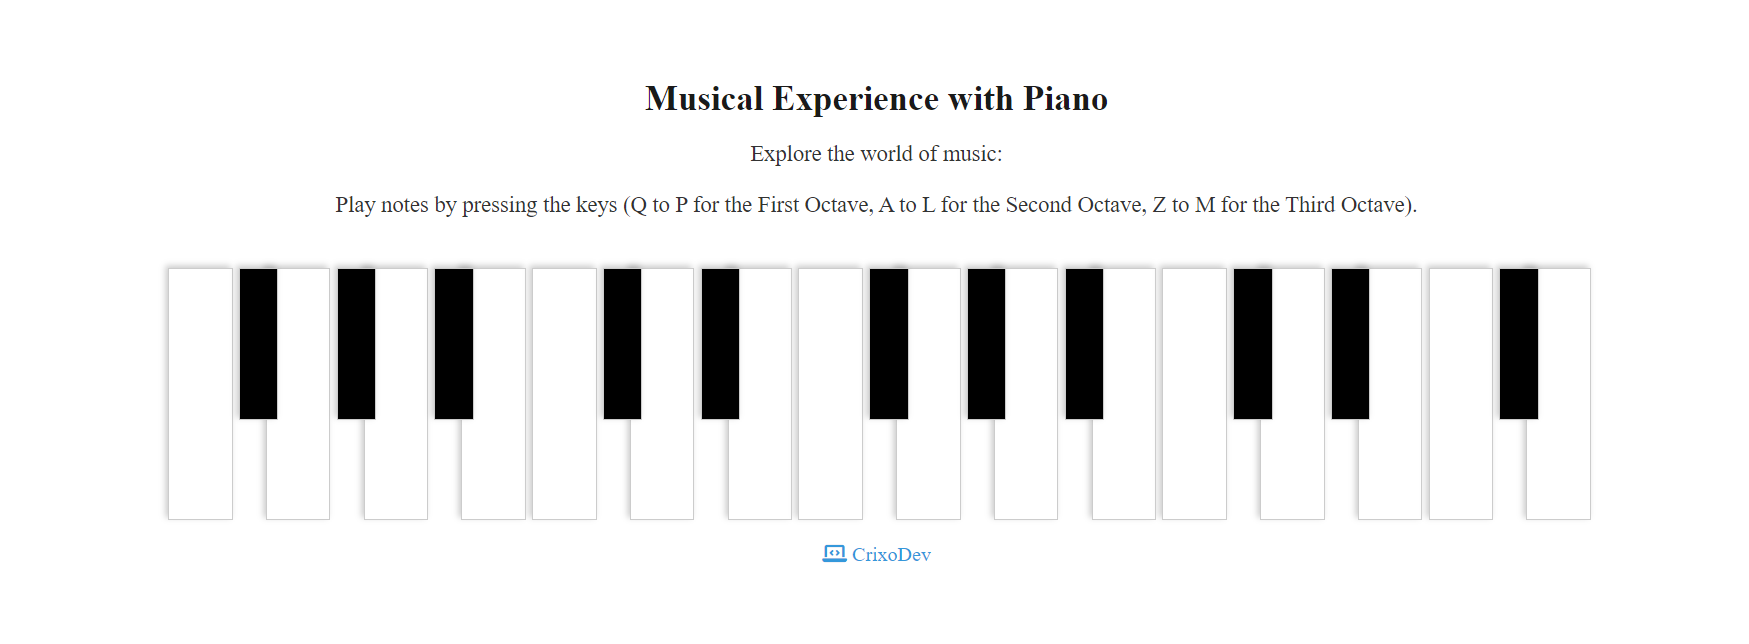 Musical Experience with Piano
Explore the world of music:
Play notes by pressing the keys (Q to P for the First Octave, A to L for the Second Octave, Z to M for the Third Octave).
CrixoDev